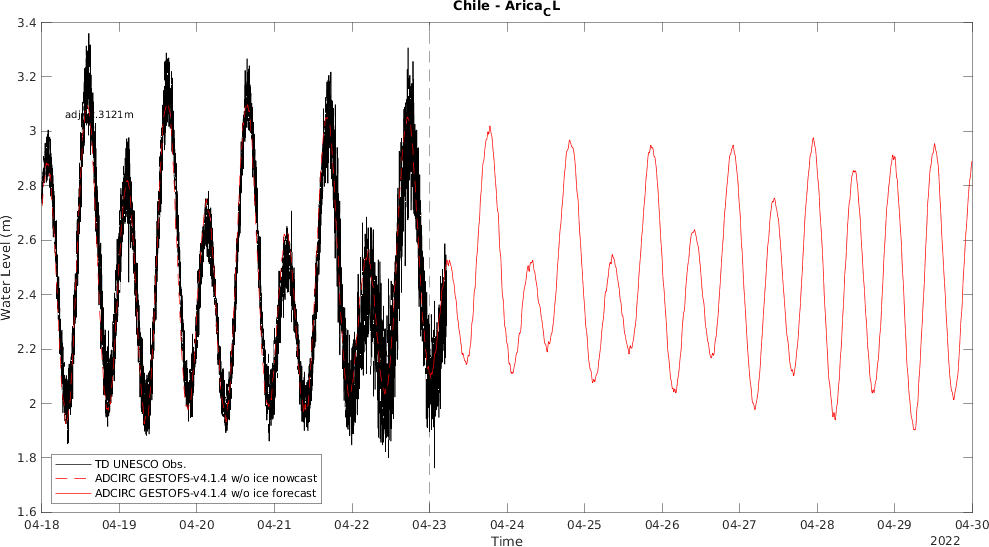 Chile - Arica_CL
3.4
3.2
3
2.8
2.6
2.4
2.2
2
1.8
1.6
Water Level (m)
TD UNESCO Obs.
ADCIRC GESTOFS-v4.1.4 w/o ice nowcast
ADCIRC GESTOFS-v4.1.4 w/o ice forecast
04-18 04-19 04-20 04-21 04-22 04-23 04-24 04-25 04-26 04-27 04-28 04-29 04-30
Time
2022